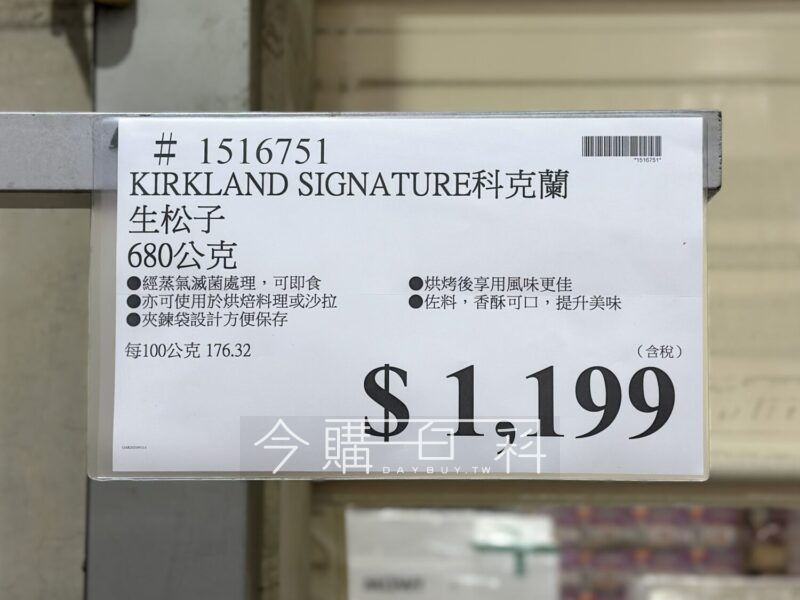 # 1516751
*1516751*
KIRKLAND SIGNATURE科克蘭
生松子
680公克
●經蒸氣滅菌處理，可即食
●烘烤後享用風味更佳
●亦可使用於烘焙料理或沙拉
●佐料，香酥可口，提升美味
●夾鍊袋設計方便保存
每100公克 176.32
（含稅）
$ 1,199
今購百科
DAYBUY.TW